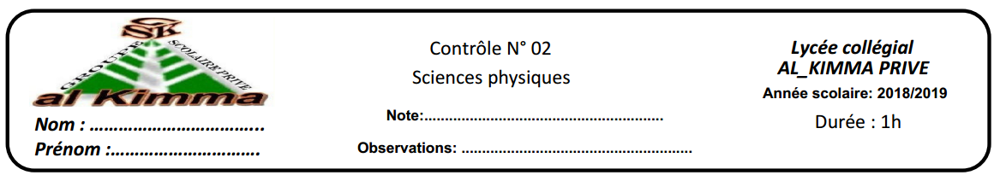 GSK
GROUPE SCOLAIRE PRIVE
al Kimma
Nom : ………………………………..
Prénom :………………………….
Contrôle N° 02
Sciences physiques
Note:..........................................................
Observations: ........................................................
Lycée collégial
AL_KIMMA PRIVE
Année scolaire: 2018/2019
Durée : 1h